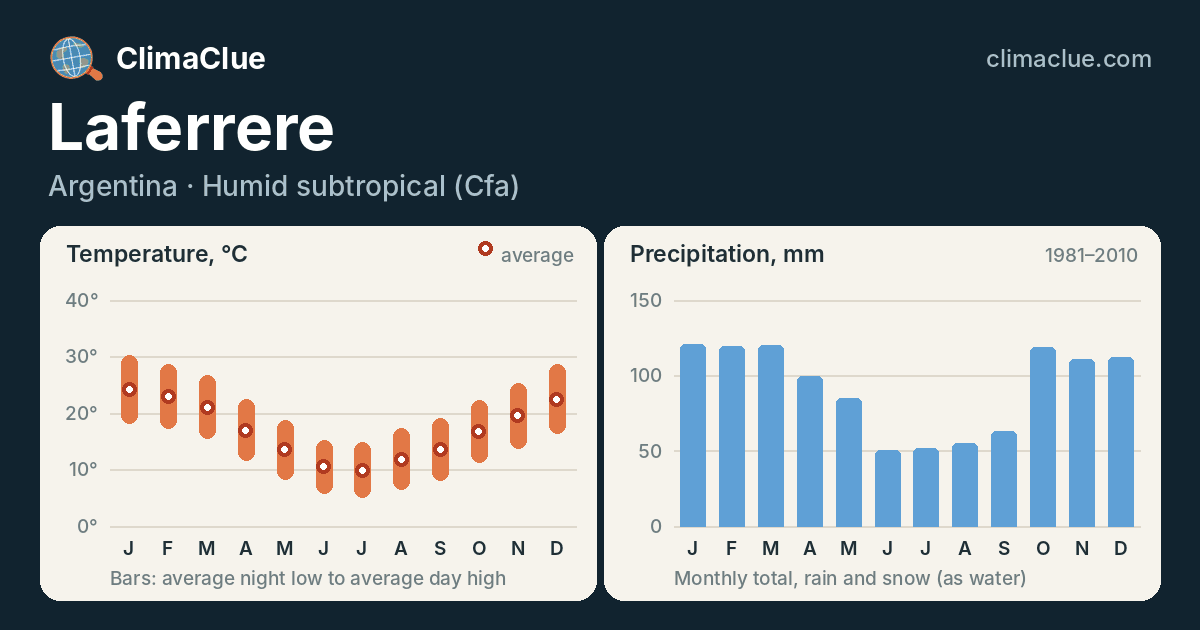 ClimaClue
climaclue.com
Laferrere
Argentina · Humid subtropical (Cfa)
Temperature, °C
average
40°
30°
20°
10°
0°
J F M A M J J A S O N D
Bars: average night low to average day high
Precipitation, mm
1981–2010
150
100
50
0
J F M A M J J A S O N D
Monthly total, rain and snow (as water)